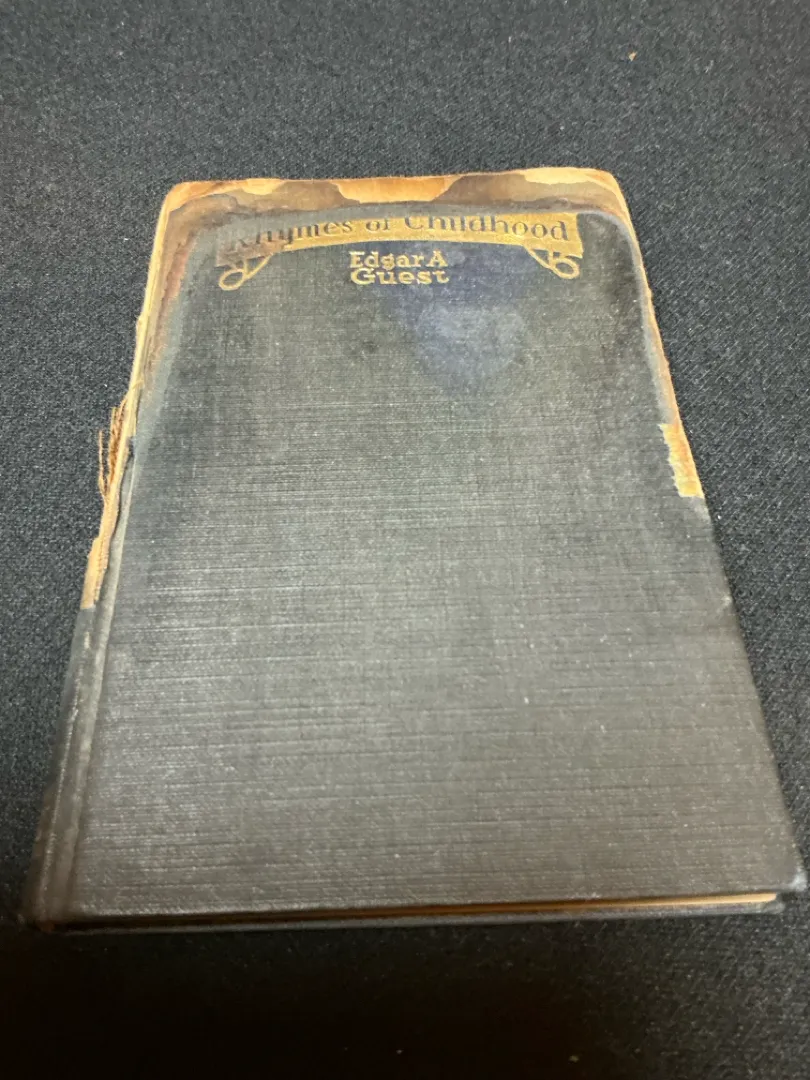 Rhymes of Childhood
Edgar A
Guest